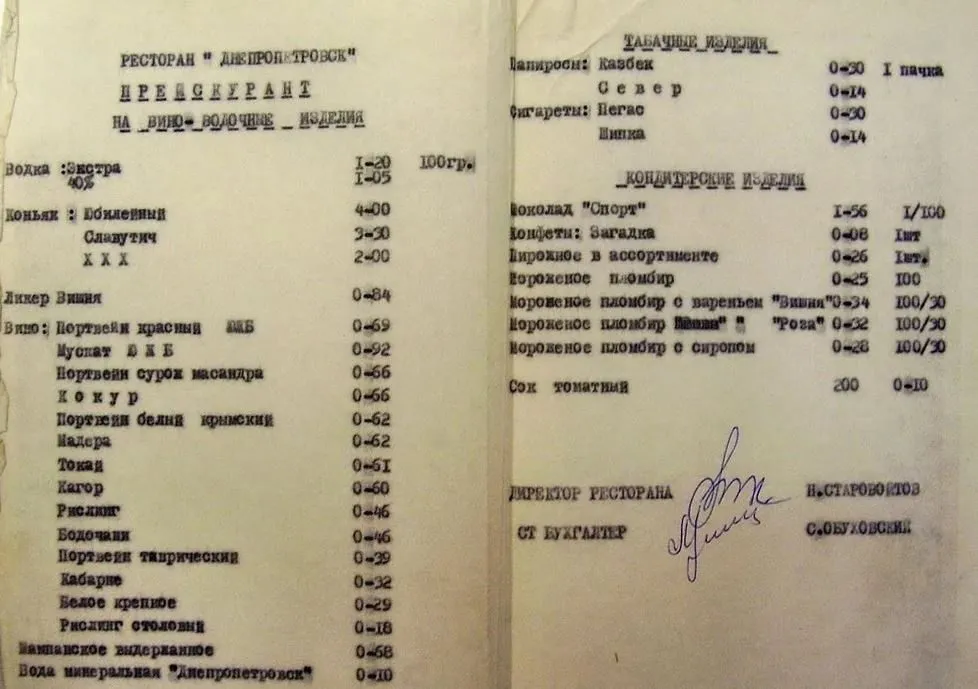 РЕСТОРАН " ДНЕПРОПЕТРОВСК"
ПРЕЙСКУРАНТ
НА ВИНО-ВОДОЧНЫЕ ИЗДЕЛИЯ
Водка :Экстра I-20 100гр.
40% I-05
Коньяк : Юбилейный 4-00
Славутич 3-30
Х Х Х 2-00
Ликер Вишня 0-84
Вино: Портвейн красный ЮКБ 0-69
Мускат Ю К Б 0-92
Портвейн сурож масандра 0-66
К о к у р 0-66
Портвейн белый крымский 0-62
Мадера 0-62
Токай 0-61
Кагор 0-60
Рислинг 0-46
Бодочани 0-46
Портвейн таврический 0-39
Кабарне 0-32
Белое крепкое 0-29
Рислинг столовый 0-18
Шампанское выдержанное 0-68
Вода минеральная "Днепропетровск" 0-10
ТАБАЧНЫЕ ИЗДЕЛИЯ
Папиросы: Казбек 0-30 I пачка
С е в е р 0-14
Сигареты: Пегас 0-30
Шипка 0-14
КОНДИТЕРСКИЕ ИЗДЕЛИЯ
Шоколад "Спорт" I-56 I/100
Конфеты: Загадка 0-08 Iшт
Пирожное в ассортименте 0-26 Iшт.
Мороженое пломбир 0-25 100
Мороженое пломбир с вареньем "Вишня"0-34 100/30
Мороженое пломбир " "Роза" 0-32 100/30
Мороженое пломбир с сиропом 0-28 100/30
Сок томатный 200 0-10
ДИРЕКТОР РЕСТОРАНА Н.СТАРОВОЙТОВ
СТ БУХГАЛТЕР С.ОБУХОВСКИЙ